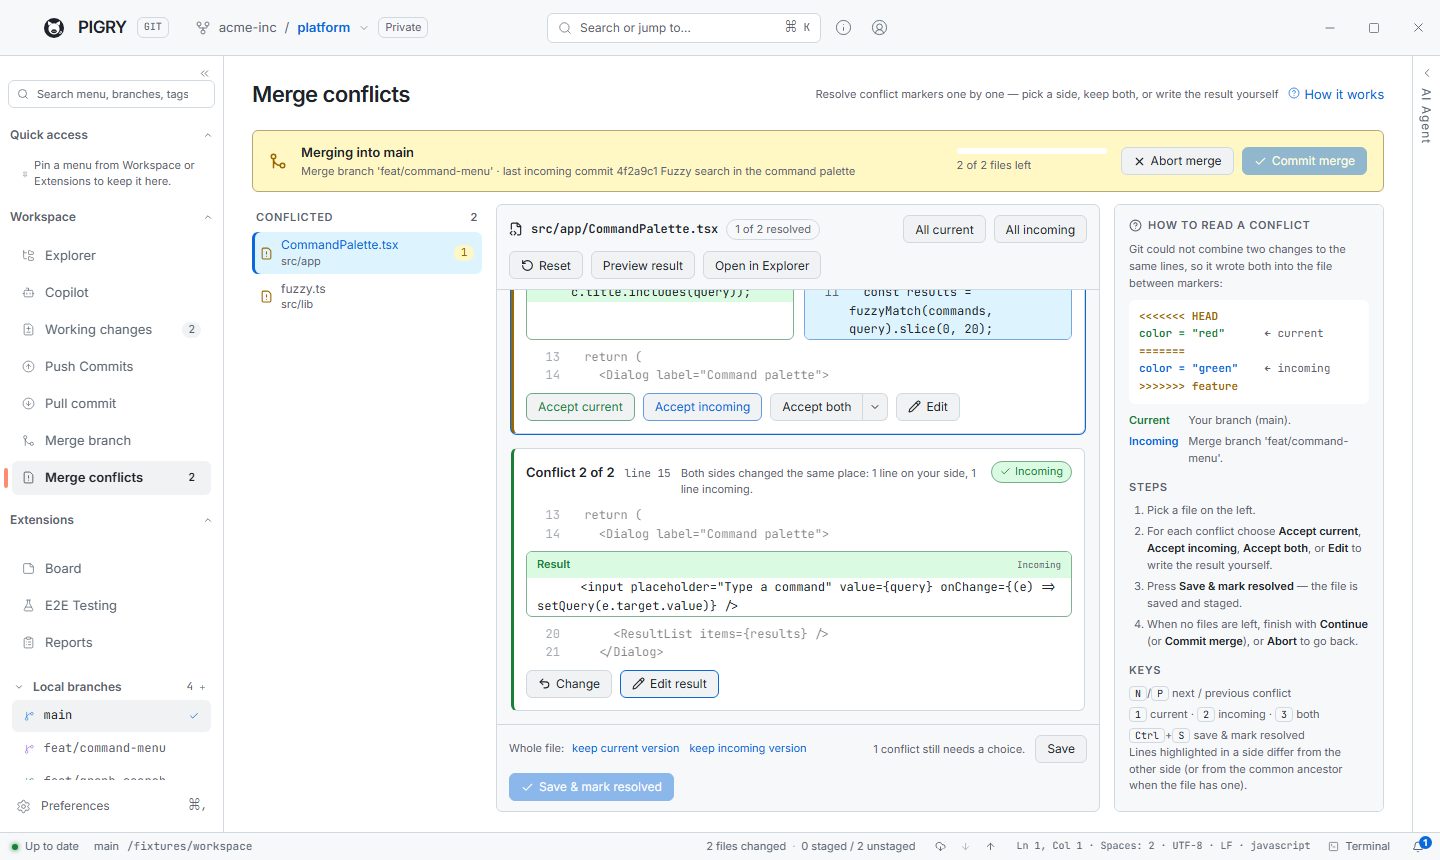 PIGRY GIT acme-inc / platform Private
Search or jump to... ⌘ K
Search menu, branches, tags
Quick access
Pin a menu from Workspace or
Extensions to keep it here.
Workspace
Explorer
Copilot
Working changes 2
Push Commits
Pull commit
Merge branch
Merge conflicts 2
Extensions
Board
E2E Testing
Reports
Local branches 4 +
main
feat/command-menu
Preferences ⌘,
Merge conflicts
Resolve conflict markers one by one — pick a side, keep both, or write the result yourself
How it works
Merging into main
Merge branch 'feat/command-menu' · last incoming commit 4f2a9c1 Fuzzy search in the command palette
2 of 2 files left
Abort merge
Commit merge
CONFLICTED 2
CommandPalette.tsx 1
src/app
fuzzy.ts
src/lib
src/app/CommandPalette.tsx 1 of 2 resolved
All current
All incoming
Reset
Preview result
Open in Explorer
c.title.includes(query));
11 const results =
fuzzyMatch(commands,
query).slice(0, 20);
13 return (
14 <Dialog label="Command palette">
Accept current
Accept incoming
Accept both
Edit
Conflict 2 of 2 line 15 Both sides changed the same place: 1 line on your side, 1
line incoming.
Incoming
13 return (
14 <Dialog label="Command palette">
Result Incoming
<input placeholder="Type a command" value={query} onChange={(e) =>
setQuery(e.target.value)} />
20 <ResultList items={results} />
21 </Dialog>
Change
Edit result
Whole file: keep current version keep incoming version
1 conflict still needs a choice.
Save
Save & mark resolved
HOW TO READ A CONFLICT
Git could not combine two changes to the
same lines, so it wrote both into the file
between markers:
<<<<<<< HEAD
color = "red" ← current
=======
color = "green" ← incoming
>>>>>>> feature
Current Your branch (main).
Incoming Merge branch 'feat/command-
menu'.
STEPS
1. Pick a file on the left.
2. For each conflict choose Accept current,
Accept incoming, Accept both, or Edit to
write the result yourself.
3. Press Save & mark resolved — the file is
saved and staged.
4. When no files are left, finish with Continue
(or Commit merge), or Abort to go back.
KEYS
N / P next / previous conflict
1 current · 2 incoming · 3 both
Ctrl + S save & mark resolved
Lines highlighted in a side differ from the
other side (or from the common ancestor
when the file has one).
AI Agent
Up to date main /fixtures/workspace
2 files changed · 0 staged / 2 unstaged
Ln 1, Col 1 · Spaces: 2 · UTF-8 · LF · javascript
Terminal
1